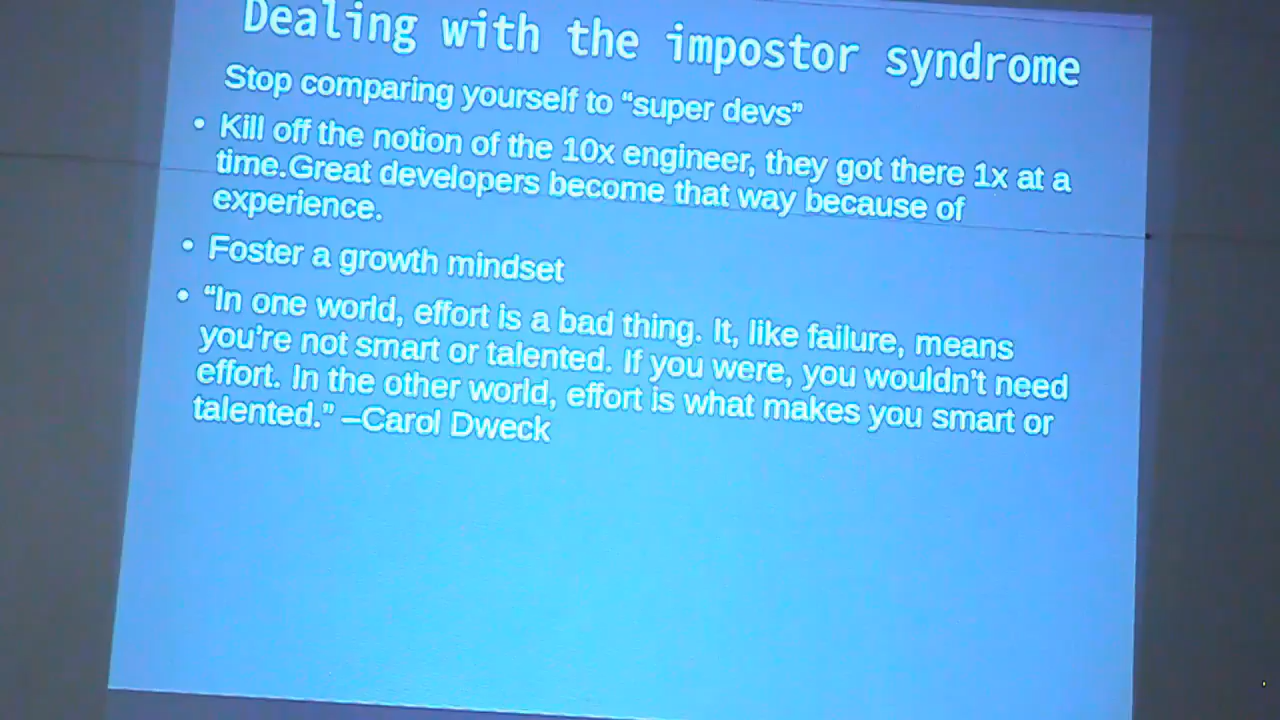 Dealing with the impostor syndrome
Stop comparing yourself to “super devs”
• Kill off the notion of the 10x engineer, they got there 1x at a
time.Great developers become that way because of
experience.
• Foster a growth mindset
• “In one world, effort is a bad thing. It, like failure, means
you’re not smart or talented. If you were, you wouldn’t need
effort. In the other world, effort is what makes you smart or
talented.” –Carol Dweck